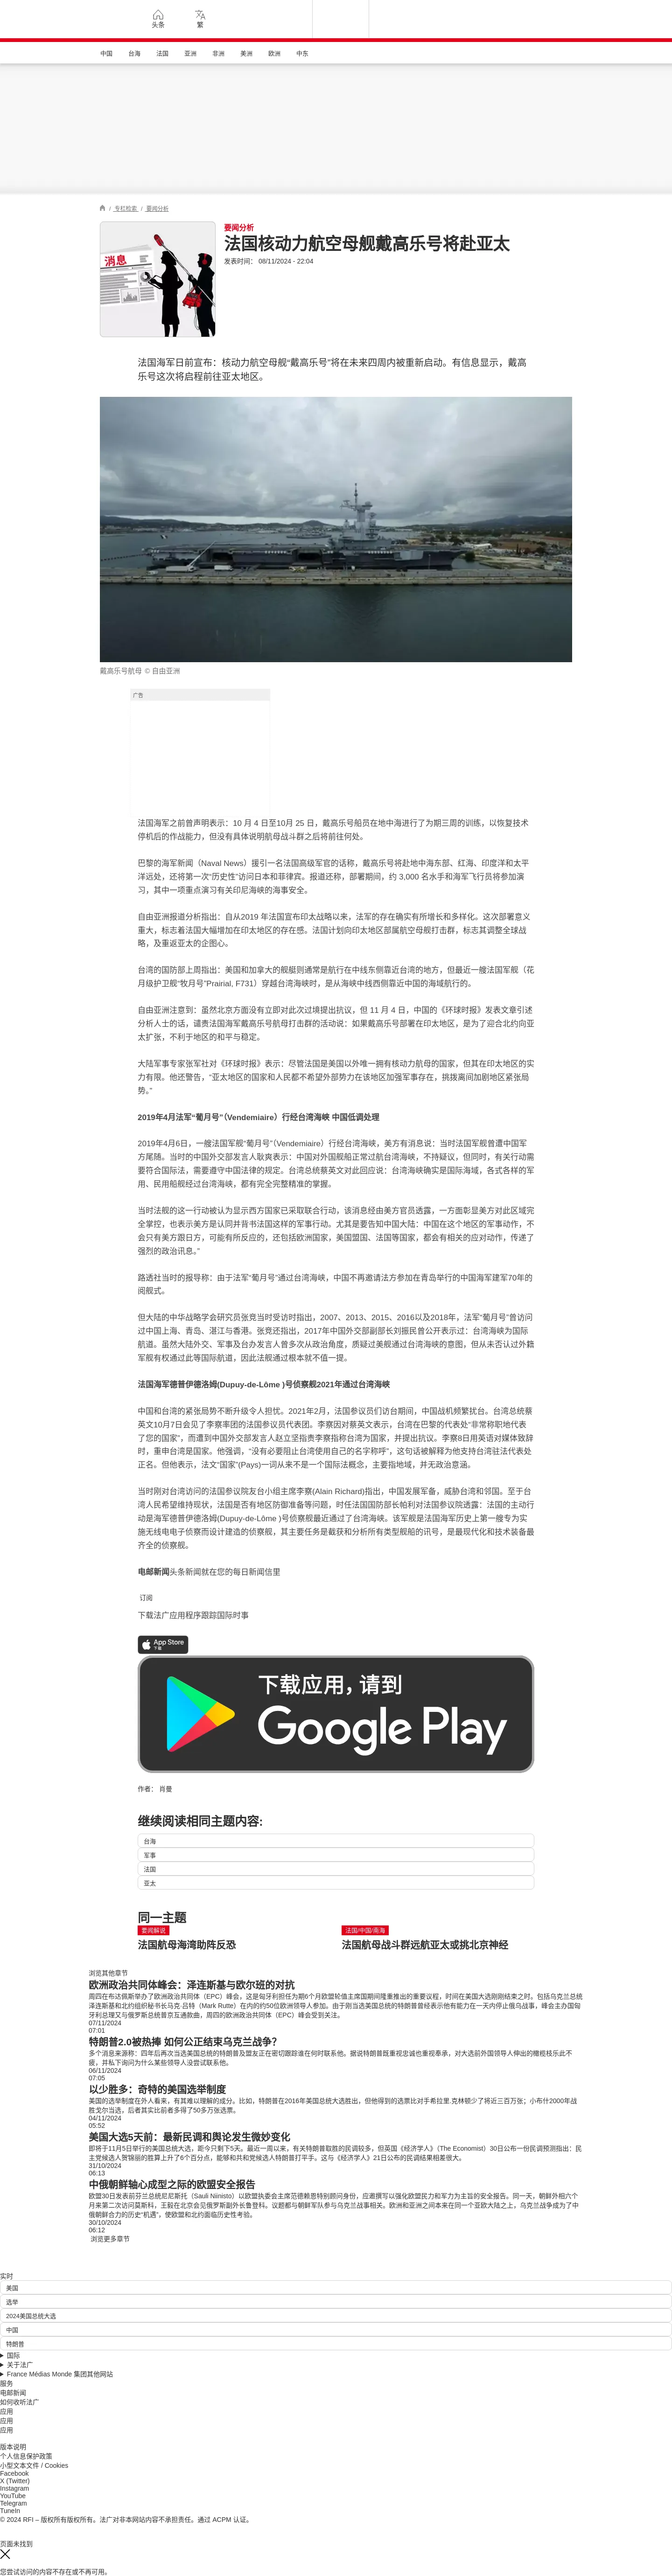 头条
繁
中国 台海 法国 亚洲 非洲 美洲 欧洲 中东
/ 专栏检索 / 要闻分析
消息
要闻分析
法国核动力航空母舰戴高乐号将赴亚太
发表时间： 08/11/2024 - 22:04
法国海军日前宣布：核动力航空母舰“戴高乐号”将在未来四周内被重新启动。有信息显示，戴高
乐号这次将启程前往亚太地区。
戴高乐号航母 © 自由亚洲
广告
法国海军之前曾声明表示：10 月 4 日至10月 25 日，戴高乐号船员在地中海进行了为期三周的训练，以恢复技术
停机后的作战能力，但没有具体说明航母战斗群之后将前往何处。
巴黎的海军新闻（Naval News）援引一名法国高级军官的话称，戴高乐号将赴地中海东部、红海、印度洋和太平
洋远处，还将第一次“历史性”访问日本和菲律宾。报道还称，部署期间，约 3,000 名水手和海军飞行员将参加演
习，其中一项重点演习有关印尼海峡的海事安全。
自由亚洲报道分析指出：自从2019 年法国宣布印太战略以来，法军的存在确实有所增长和多样化。这次部署意义
重大，标志着法国大幅增加在印太地区的存在感。法国计划向印太地区部属航空母舰打击群，标志其调整全球战
略，及重返亚太的企图心。
台湾的国防部上周指出：美国和加拿大的舰艇则通常是航行在中线东侧靠近台湾的地方，但最近一艘法国军舰（花
月级护卫舰“牧月号”Prairial, F731）穿越台湾海峡时，是从海峡中线西侧靠近中国的海域航行的。
自由亚洲注意到：虽然北京方面没有立即对此次过境提出抗议，但 11 月 4 日，中国的《环球时报》发表文章引述
分析人士的话，谴责法国海军戴高乐号航母打击群的活动说：如果戴高乐号部署在印太地区，是为了迎合北约向亚
太扩张，不利于地区的和平与稳定。
大陆军事专家张军社对《环球时报》表示：尽管法国是美国以外唯一拥有核动力航母的国家，但其在印太地区的实
力有限。他还警告，“亚太地区的国家和人民都不希望外部势力在该地区加强军事存在，挑拨离间加剧地区紧张局
势。”
2019年4月法军“葡月号”（Vendemiaire）行经台湾海峡 中国低调处理
2019年4月6日，一艘法国军舰“葡月号”（Vendemiaire）行经台湾海峡，美方有消息说：当时法国军舰曾遭中国军
方尾随。当时的中国外交部发言人耿爽表示：中国对外国舰船正常过航台湾海峡，不持疑议，但同时，有关行动需
要符合国际法，需要遵守中国法律的规定。台湾总统蔡英文对此回应说：台湾海峡确实是国际海域，各式各样的军
用、民用船舰经过台湾海峡，都有完全完整精准的掌握。
当时法舰的这一行动被认为显示西方国家已采取联合行动，该消息经由美方官员透露，一方面彰显美方对此区域完
全掌控，也表示美方是认同并背书法国这样的军事行动。尤其是要告知中国大陆：中国在这个地区的军事动作，不
会只有美方跟日方，可能有所反应的，还包括欧洲国家，美国盟国、法国等国家，都会有相关的应对动作，传递了
强烈的政治讯息。”
路透社当时的报导称：由于法军“葡月号”通过台湾海峡，中国不再邀请法方参加在青岛举行的中国海军建军70年的
阅舰式。
但大陆的中华战略学会研究员张竞当时受访时指出，2007、2013、2015、2016以及2018年，法军“葡月号”曾访问
过中国上海、青岛、湛江与香港。张竞还指出，2017年中国外交部副部长刘振民曾公开表示过：台湾海峡为国际
航道。虽然大陆外交、军事及台办发言人曾多次从政治角度，质疑过美舰通过台湾海峡的意图，但从未否认过外籍
军舰有权通过此等国际航道，因此法舰通过根本就不值一提。
法国海军德普伊德洛姆(Dupuy-de-Lôme )号侦察舰2021年通过台湾海峡
中国和台湾的紧张局势不断升级令人担忧。2021年2月，法国参议员们访台期间，中国战机频繁扰台。台湾总统蔡
英文10月7日会见了李察率团的法国参议员代表团。李察因对蔡英文表示，台湾在巴黎的代表处“非常称职地代表
了您的国家”，而遭到中国外交部发言人赵立坚指责李察指称台湾为国家，并提出抗议。李察8日用英语对媒体致辞
时，重申台湾是国家。他强调，“没有必要阻止台湾使用自己的名字称呼”，这句话被解释为他支持台湾驻法代表处
正名。但他表示，法文“国家”(Pays)一词从来不是一个国际法概念，主要指地域，并无政治意涵。
当时刚对台湾访问的法国参议院友台小组主席李察(Alain Richard)指出，中国发展军备，威胁台湾和邻国。至于台
湾人民希望维持现状，法国是否有地区防御准备等问题，时任法国国防部长帕利对法国参议院透露：法国的主动行
动是海军德普伊德洛姆(Dupuy-de-Lôme )号侦察舰最近通过了台湾海峡。该军舰是法国海军历史上第一艘专为实
施无线电电子侦察而设计建造的侦察舰，其主要任务是截获和分析所有类型舰船的讯号，是最现代化和技术装备最
齐全的侦察舰。
电邮新闻头条新闻就在您的每日新闻信里
订阅
下载法广应用程序跟踪国际时事
App Store
下载
下载应用，请到
Google Play
作者： 肖曼
继续阅读相同主题内容:
台海
军事
法国
亚太
同一主题
要闻解说
法国航母海湾助阵反恐
法国/中国/南海
法国航母战斗群远航亚太或挑北京神经
浏览其他章节
欧洲政治共同体峰会：泽连斯基与欧尔班的对抗
周四在布达佩斯举办了欧洲政治共同体（EPC）峰会，这是匈牙利担任为期6个月欧盟轮值主席国期间隆重推出的重要议程，时间在美国大选刚刚结束之时。包括乌克兰总统
泽连斯基和北约组织秘书长马克·吕特（Mark Rutte）在内的约50位欧洲领导人参加。由于刚当选美国总统的特朗普曾经表示他有能力在一天内停止俄乌战事，峰会主办国匈
牙利总理又与俄罗斯总统普京互通款曲，周四的欧洲政治共同体（EPC）峰会受到关注。
07/11/2024
07:01
特朗普2.0被热捧 如何公正结束乌克兰战争？
多个消息来源称：四年后再次当选美国总统的特朗普及盟友正在密切跟踪谁在何时联系他。据说特朗普既重视忠诚也重视奉承，对大选前外国领导人伸出的橄榄枝乐此不
疲，并私下询问为什么某些领导人没尝试联系他。
06/11/2024
07:05
以少胜多：奇特的美国选举制度
美国的选举制度在外人看来，有其难以理解的成分。比如，特朗普在2016年美国总统大选胜出，但他得到的选票比对手希拉里.克林顿少了将近三百万张；小布什2000年战
胜戈尔当选，后者其实比前者多得了50多万张选票。
04/11/2024
05:52
美国大选5天前：最新民调和舆论发生微妙变化
即将于11月5日举行的美国总统大选，距今只剩下5天。最近一周以来，有关特朗普取胜的民调较多，但英国《经济学人》（The Economist）30日公布一份民调预测指出：民
主党候选人贺锦丽的胜算上升了6个百分点，能够和共和党候选人特朗普打平手。这与《经济学人》21日公布的民调结果相差很大。
31/10/2024
06:13
中俄朝鲜轴心成型之际的欧盟安全报告
欧盟30日发表前芬兰总统尼尼斯托（Sauli Niinisto）以欧盟执委会主席范德赖恩特别顾问身份，应邀撰写以强化欧盟民力和军力为主旨的安全报告。同一天，朝鲜外相六个
月来第二次访问莫斯科，王毅在北京会见俄罗斯副外长鲁登科。议题都与朝鲜军队参与乌克兰战事相关。欧洲和亚洲之间本来在同一个亚欧大陆之上，乌克兰战争成为了中
俄朝鲜合力的历史“机遇”，使欧盟和北约面临历史性考验。
30/10/2024
06:12
浏览更多章节
实时
美国
选举
2024美国总统大选
中国
特朗普
国际
关于法广
France Médias Monde 集团其他网站
服务
电邮新闻
如何收听法广
应用
应用
应用
版本说明
个人信息保护政策
小型文本文件 / Cookies
Facebook
X (Twitter)
Instagram
YouTube
Telegram
TuneIn
© 2024 RFI – 版权所有版权所有。法广对非本网站内容不承担责任。通过 ACPM 认证。
页面未找到
您尝试访问的内容不存在或不再可用。